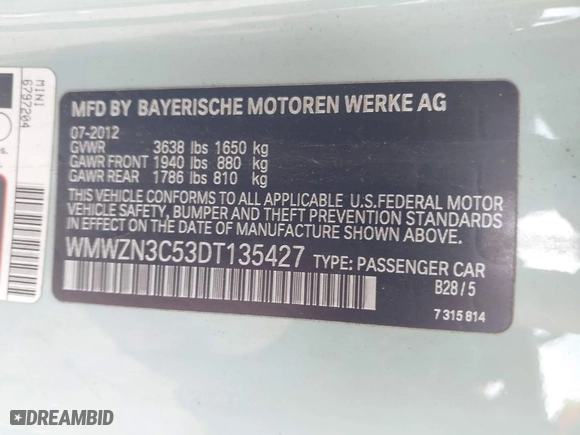 MINI
6797204
MFD BY BAYERISCHE MOTOREN WERKE AG
07-2012
GVWR 3638 lbs 1650 kg
GAWR FRONT 1940 lbs 880 kg
GAWR REAR 1786 lbs 810 kg
THIS VEHICLE CONFORMS TO ALL APPLICABLE U.S.FEDERAL MOTOR
VEHICLE SAFETY, BUMPER AND THEFT PREVENTION STANDARDS
IN EFFECT ON THE DATE OF MANUFACTURE SHOWN ABOVE.
WMWZN3C53DT135427 TYPE: PASSENGER CAR
B28/5
7 315 814
DREAMBID